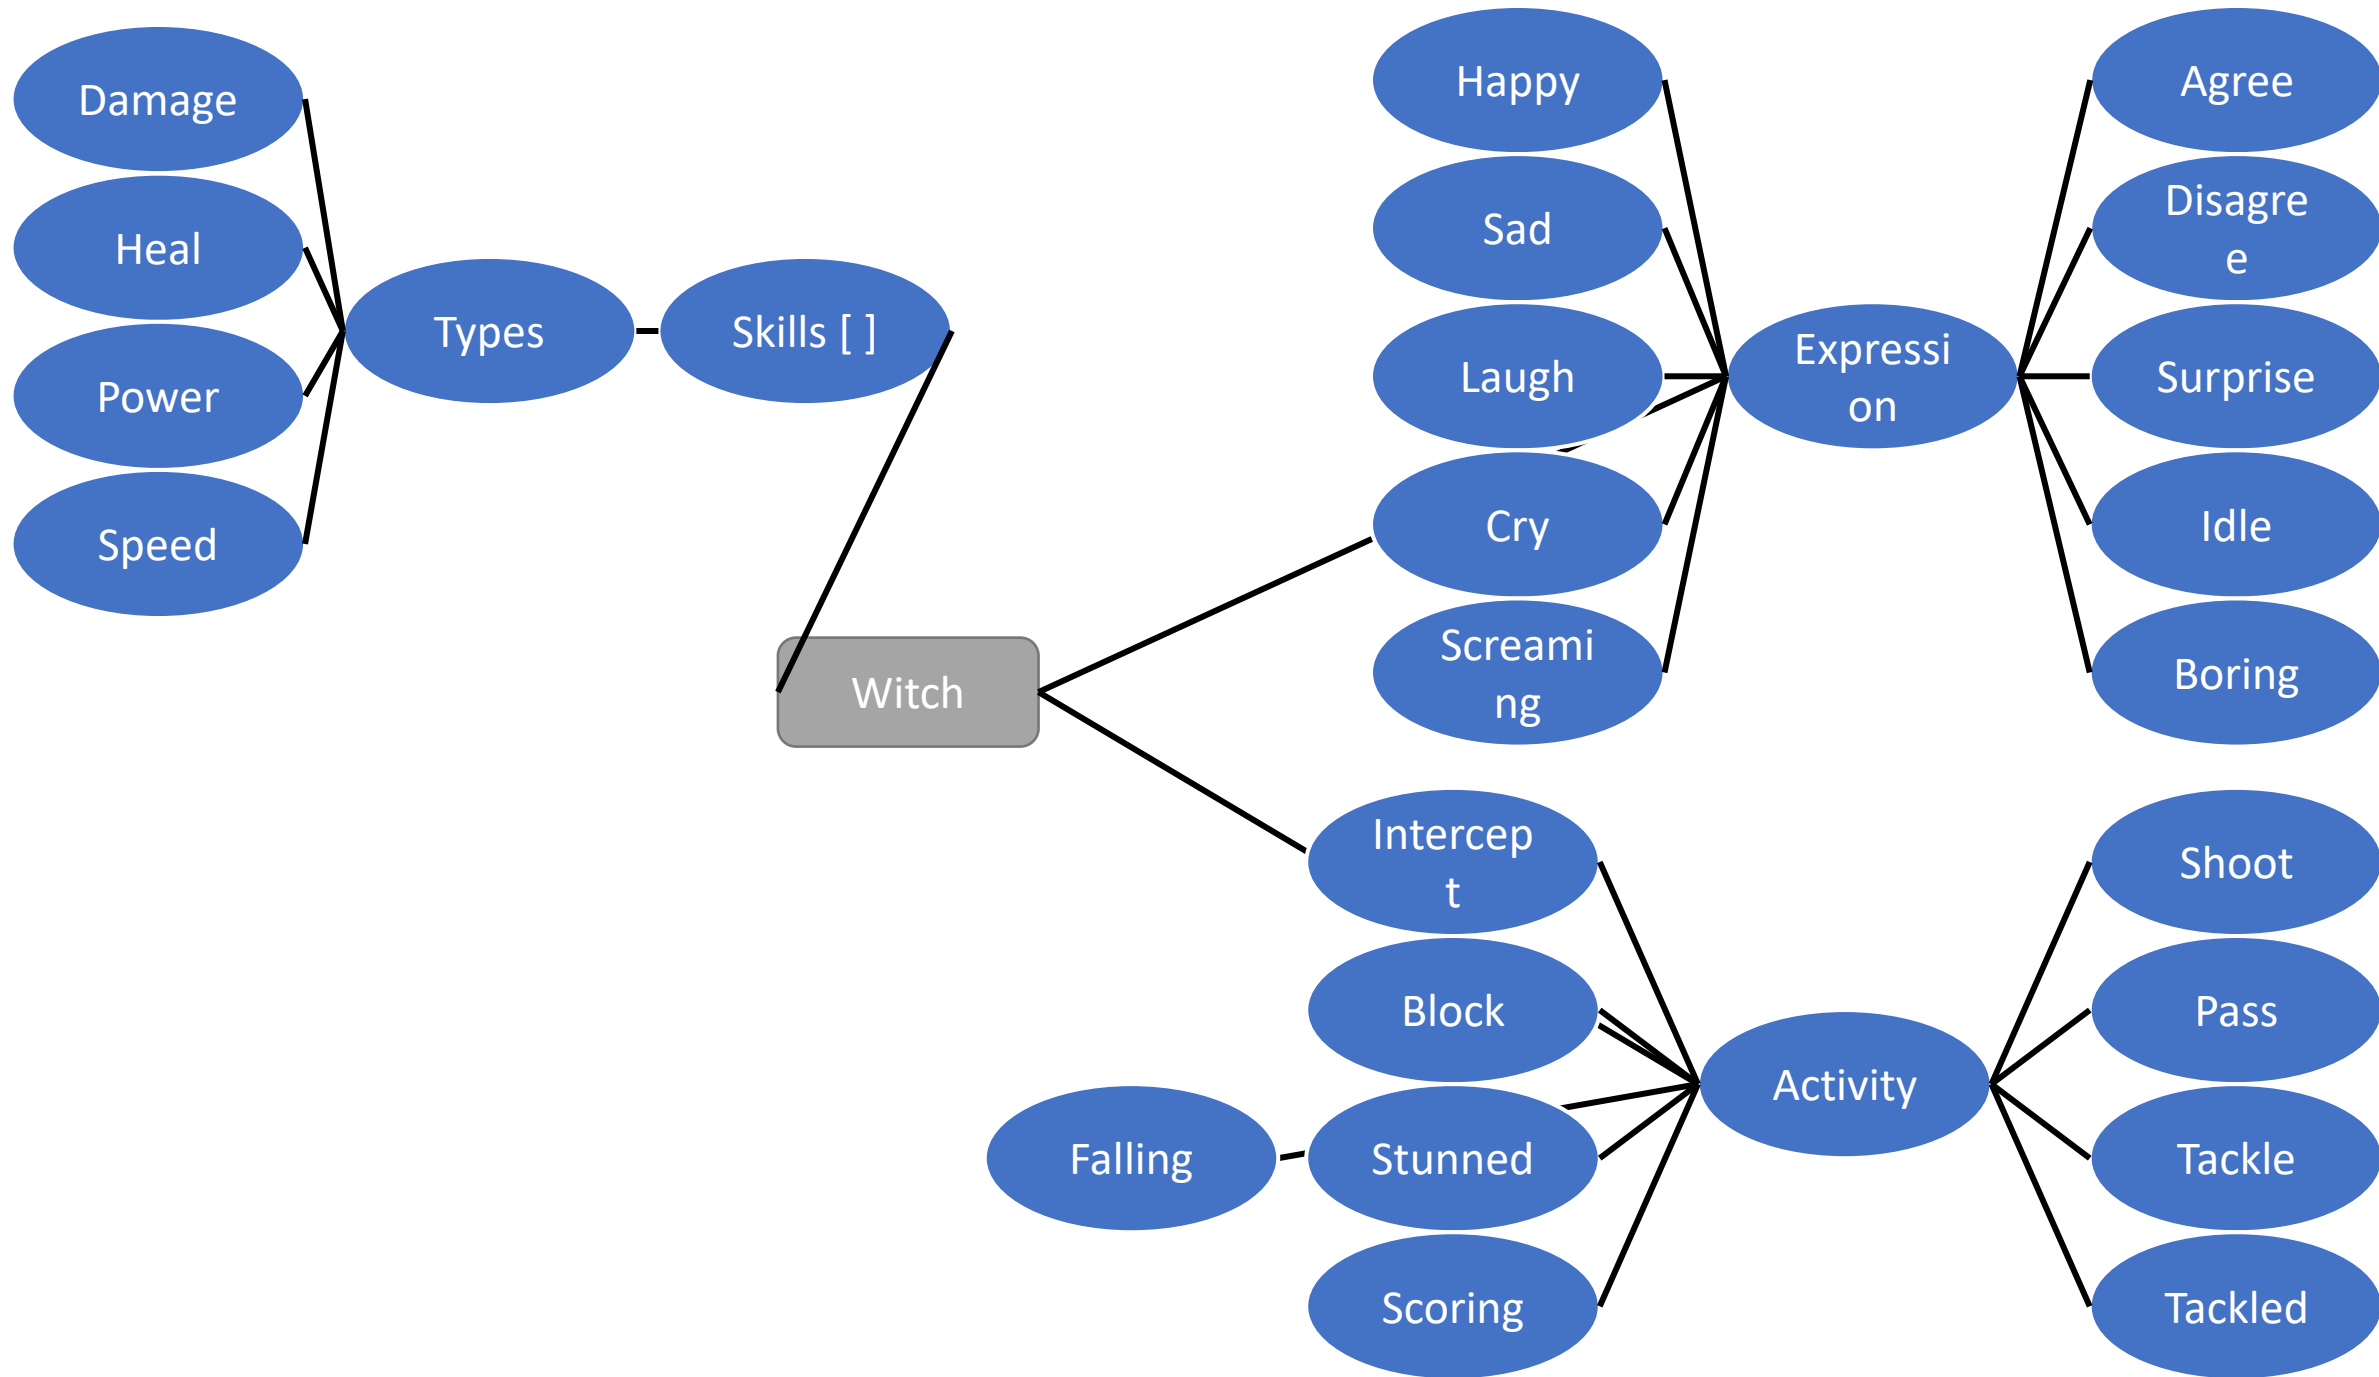 Damage
Heal
Power
Speed
Types
Skills [ ]
Witch
Happy
Sad
Laugh
Cry
Screami
ng
Expressi
on
Agree
Disagre
e
Surprise
Idle
Boring
Intercep
t
Block
Stunned
Falling
Scoring
Activity
Shoot
Pass
Tackle
Tackled